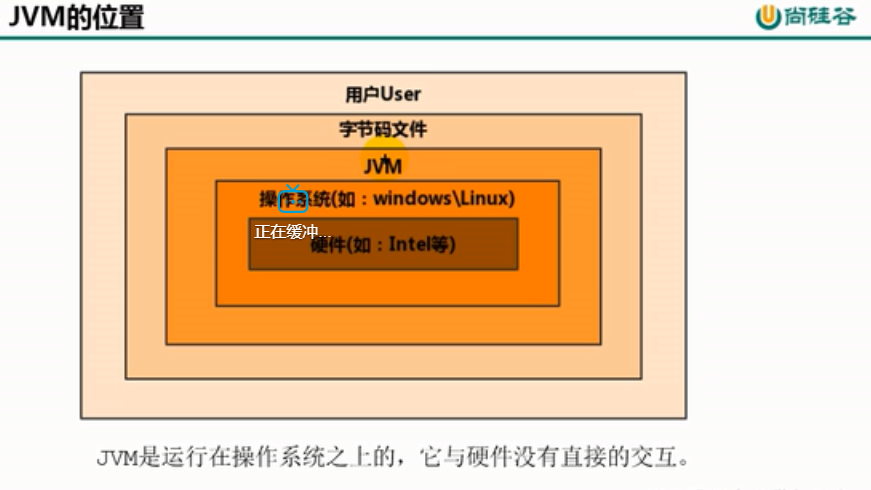 JVM的位置
尚硅谷
用户User
字节码文件
JVM
操作系统(如：windows\Linux)
正在缓冲...
硬件(如：Intel等)
JVM是运行在操作系统之上的，它与硬件没有直接的交互。